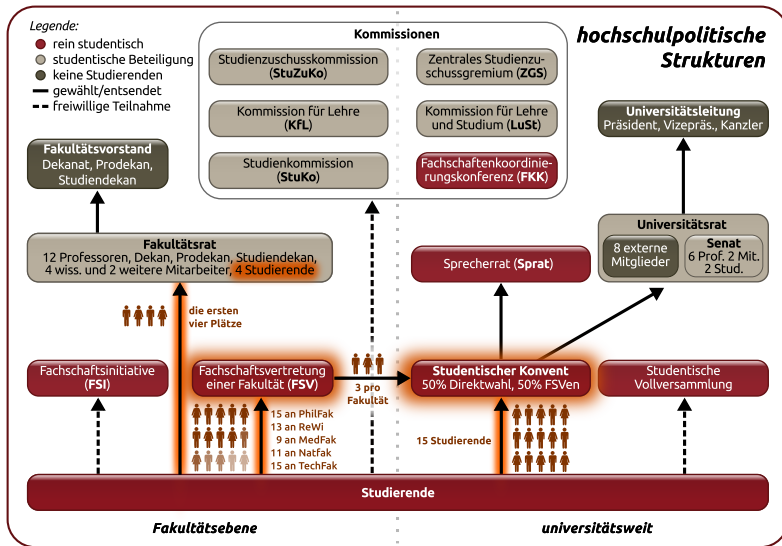 Legende:
rein studentisch
studentische Beteiligung
keine Studierenden
gewählt/entsendet
freiwillige Teilnahme
hochschulpolitische
Strukturen
Kommissionen
Studienzuschusskommission
(StuZuKo)
Zentrales Studienzu-
schussgremium (ZGS)
Kommission für Lehre
(KfL)
Kommission für Lehre
und Studium (LuSt)
Studienkommission
(StuKo)
Fachschaftenkoordinie-
rungskonferenz (FKK)
Fakultätsvorstand
Dekanat, Prodekan,
Studiendekan
Universitätsleitung
Präsident, Vizepräs., Kanzler
Fakultätsrat
12 Professoren, Dekan, Prodekan, Studiendekan,
4 wiss. und 2 weitere Mitarbeiter, 4 Studierende
Sprecherrat (Sprat)
Universitätsrat
8 externe
Mitglieder
Senat
6 Prof. 2 Mit.
2 Stud.
die ersten
vier Plätze
Fachschaftsinitiative
(FSI)
Fachschaftsvertretung
einer Fakultät (FSV)
3 pro
Fakultät
Studentischer Konvent
50% Direktwahl, 50% FSVen
Studentische
Vollversammlung
15 an PhilFak
13 an ReWi
9 an MedFak
11 an Natfak
15 an TechFak
15 Studierende
Studierende
Fakultätsebene
universitätsweit